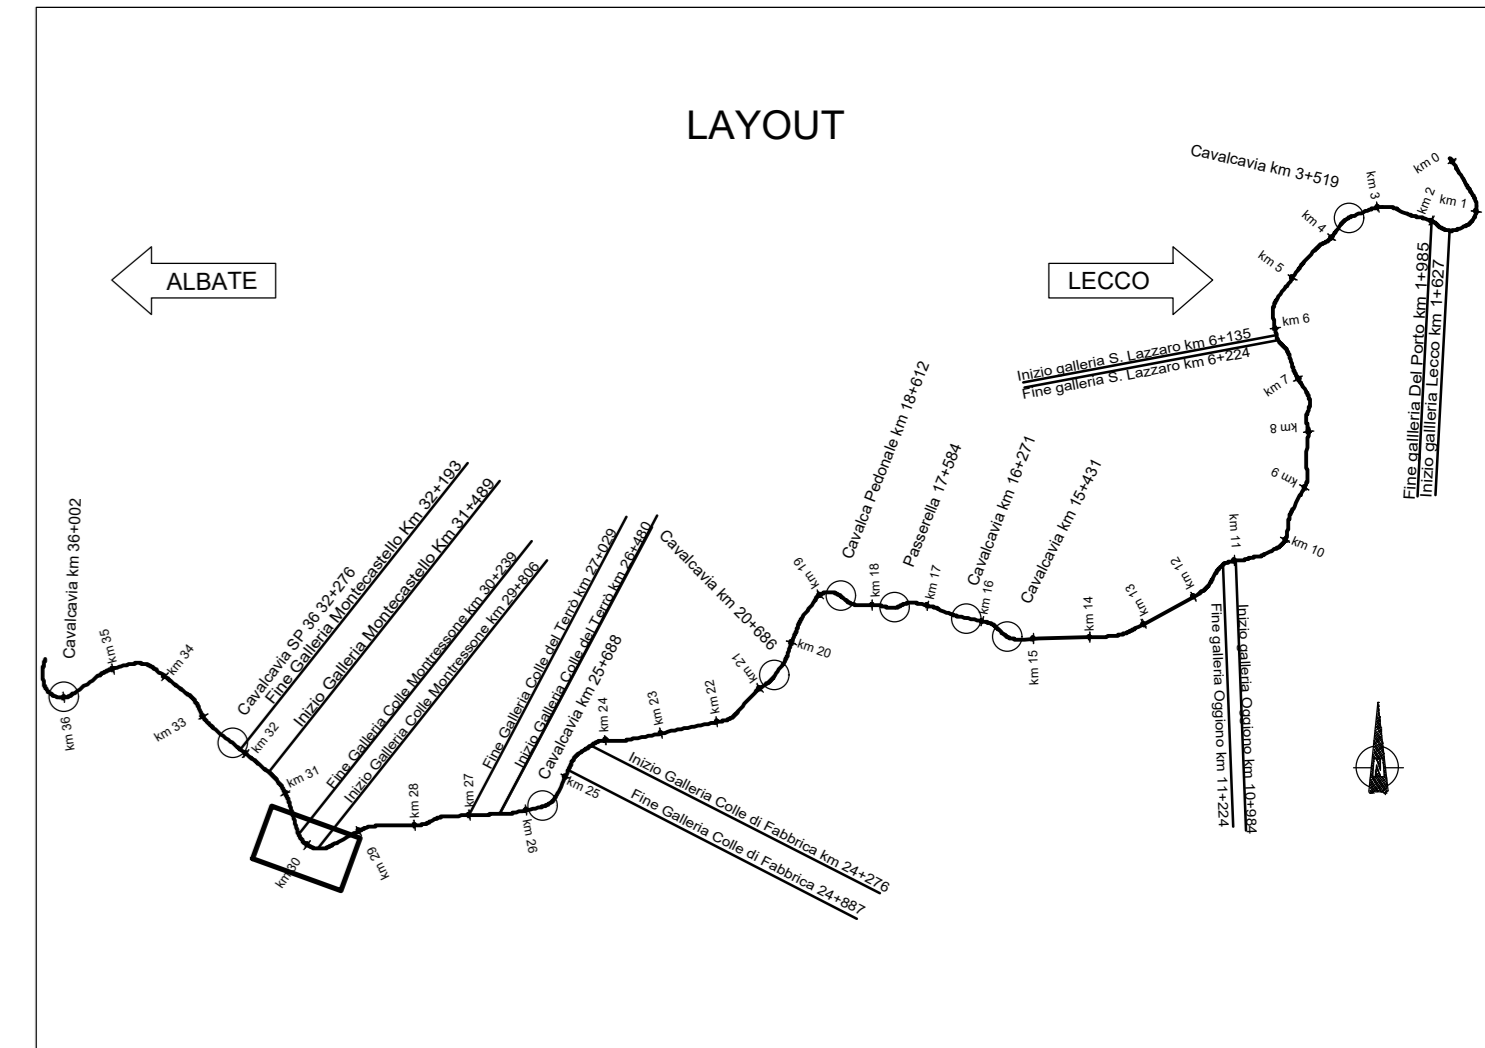 LAYOUT
ALBATE
LECCO
km 0
km 1
km 2
km 3
Cavalcavia km 3+519
km 4
km 5
km 6
Fine gallleria Del Porto km 1+985
Inizio gallleria Lecco km 1+627
Inizio galleria S. Lazzaro km 6+135
Fine galleria S. Lazzaro km 6+224
km 7
km 8
km 9
km 10
km 11
Inizio galleria Oggiono km 10+984
Fine galleria Oggiono km 11+224
km 12
km 13
km 14
km 15
Cavalcavia km 15+431
km 16
Cavalcavia km 16+271
km 17
Passerella 17+584
km 18
Cavalca Pedonale km 18+612
km 19
km 20
Cavalcavia km 20+686
km 21
km 22
km 23
km 24
Inizio Galleria Colle di Fabbrica km 24+276
Fine Galleria Colle di Fabbrica 24+887
km 25
Cavalcavia km 25+688
km 26
Inizio Galleria Colle del Terrò km 26+480
Fine Galleria Colle del Terrò km 27+029
km 27
km 28
km 29
Inizio Galleria Colle Montressone km 29+806
Fine Galleria Colle Montressone km 30+239
km 30
km 31
Inizio Galleria Montecastello Km 31+489
Fine Galleria Montecastello Km 32+193
Cavalcavia SP 36 32+276
km 32
km 33
km 34
km 35
Cavalcavia km 36+002
km 36
N